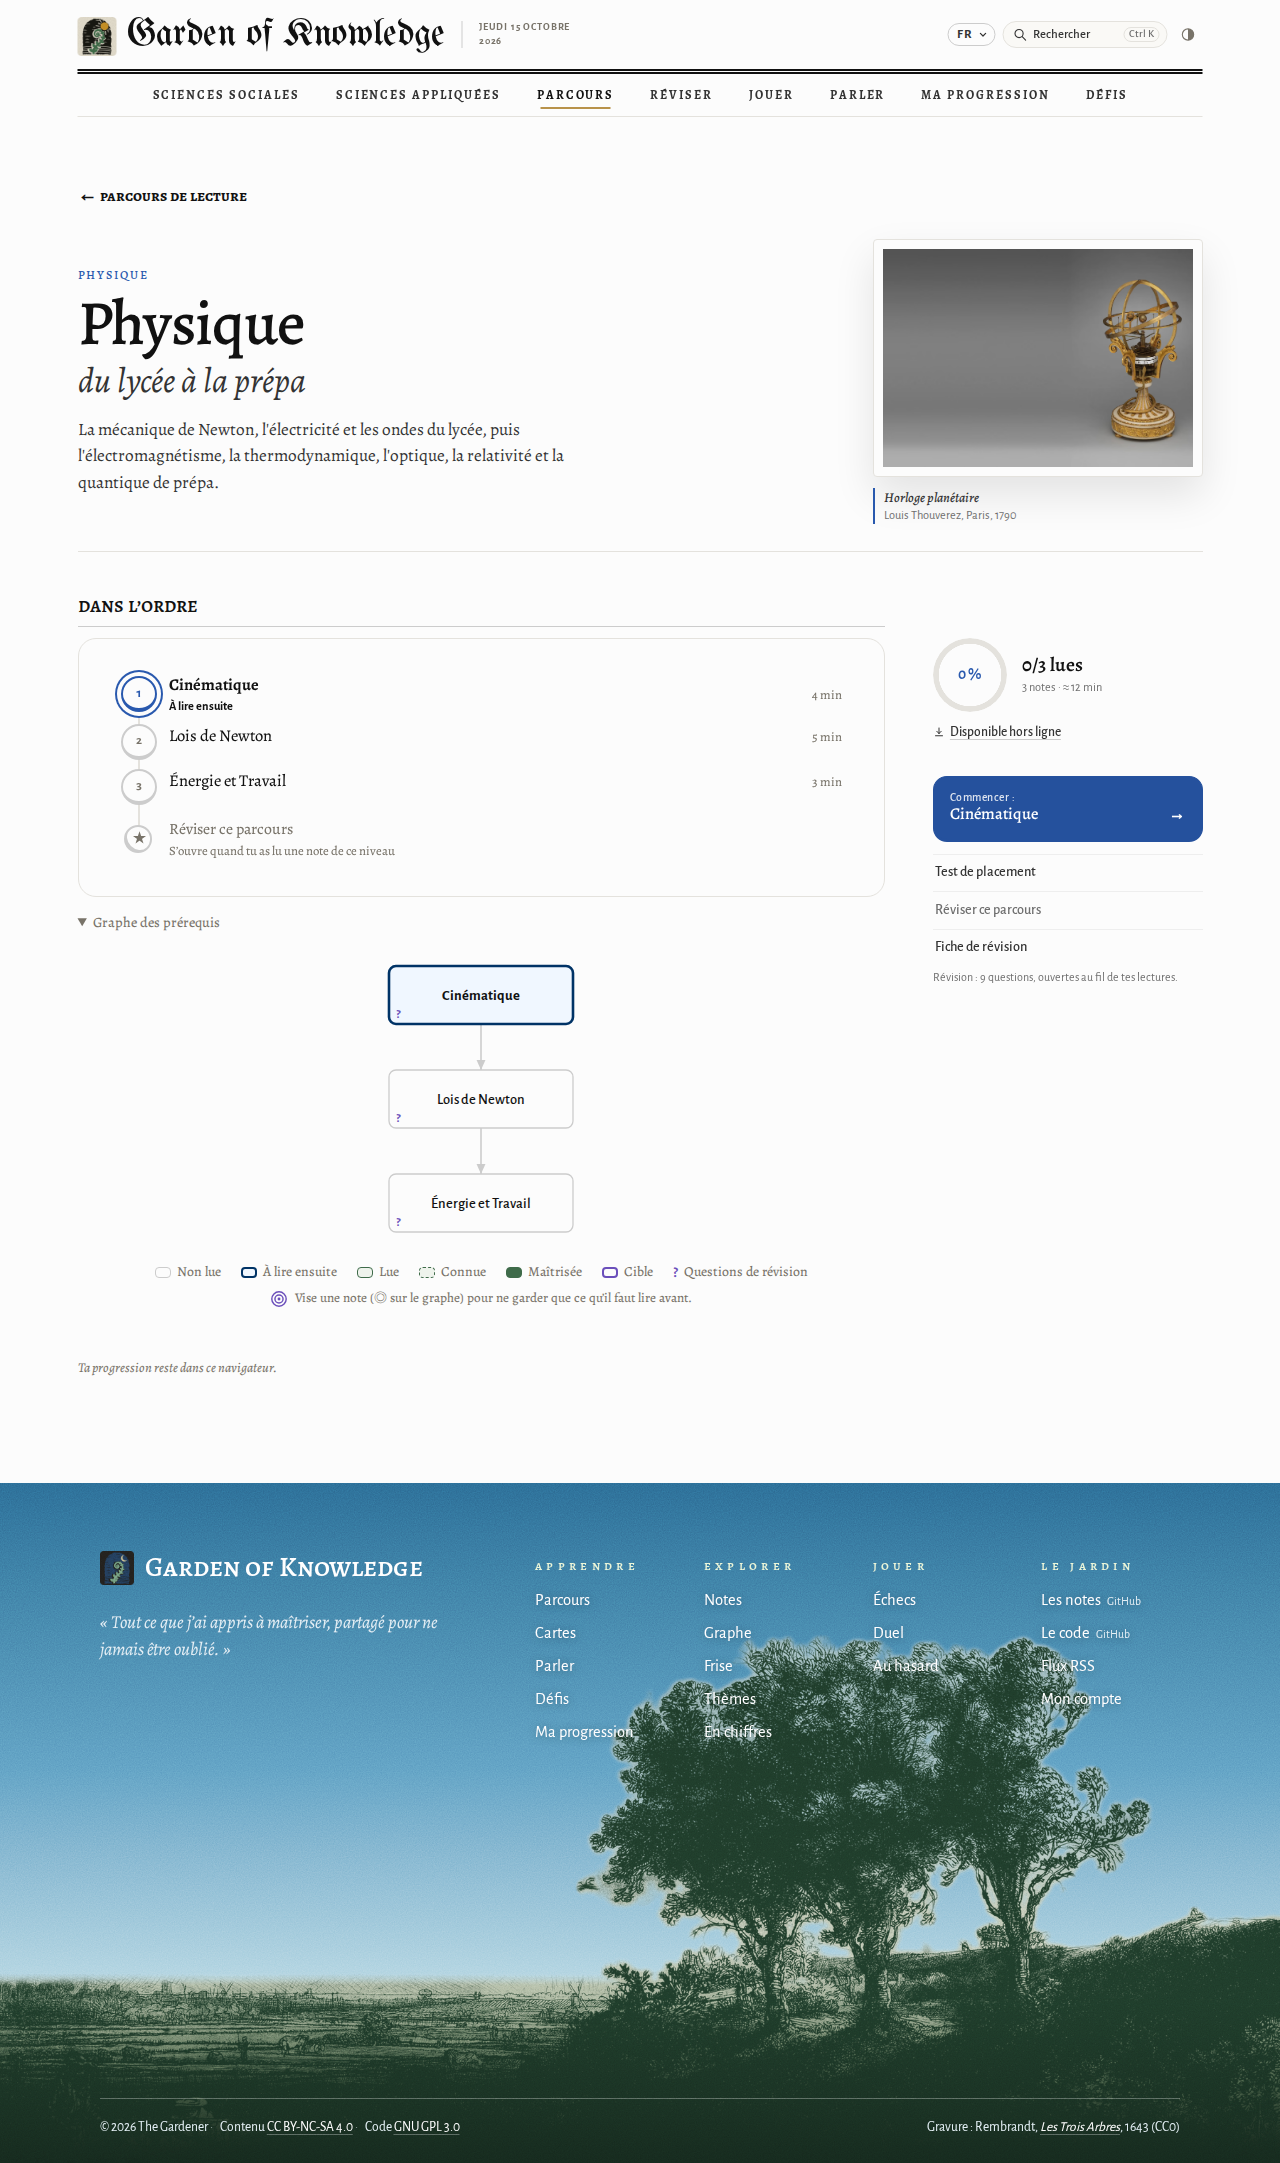 Garden of Knowledge
JEUDI 15 OCTOBRE
2026
FR
Rechercher
Ctrl K
SCIENCES SOCIALES
SCIENCES APPLIQUÉES
PARCOURS
RÉVISER
JOUER
PARLER
MA PROGRESSION
DÉFIS
← PARCOURS DE LECTURE
PHYSIQUE
Physique
du lycée à la prépa
La mécanique de Newton, l'électricité et les ondes du lycée, puis
l'électromagnétisme, la thermodynamique, l'optique, la relativité et la
quantique de prépa.
Horloge planétaire
Louis Thouverez, Paris, 1790
DANS L’ORDRE
1 Cinématique 4 min
À lire ensuite
2 Lois de Newton 5 min
3 Énergie et Travail 3 min
★ Réviser ce parcours
S’ouvre quand tu as lu une note de ce niveau
0%
0/3 lues
3 notes · ≈ 12 min
Disponible hors ligne
Commencer :
Cinématique →
Test de placement
Réviser ce parcours
Fiche de révision
Révision : 9 questions, ouvertes au fil de tes lectures.
▼ Graphe des prérequis
Cinématique
?
Lois de Newton
?
Énergie et Travail
?
Non lue
À lire ensuite
Lue
Connue
Maîtrisée
Cible
? Questions de révision
Vise une note (◎ sur le graphe) pour ne garder que ce qu’il faut lire avant.
Ta progression reste dans ce navigateur.
Garden of Knowledge
« Tout ce que j’ai appris à maîtriser, partagé pour ne
jamais être oublié. »
APPRENDRE
Parcours
Cartes
Parler
Défis
Ma progression
EXPLORER
Notes
Graphe
Frise
Thèmes
En chiffres
JOUER
Échecs
Duel
Au hasard
LE JARDIN
Les notes GitHub
Le code GitHub
Flux RSS
Mon compte
© 2026 The Gardener · Contenu CC BY-NC-SA 4.0 · Code GNU GPL 3.0
Gravure : Rembrandt, Les Trois Arbres, 1643 (CC0)